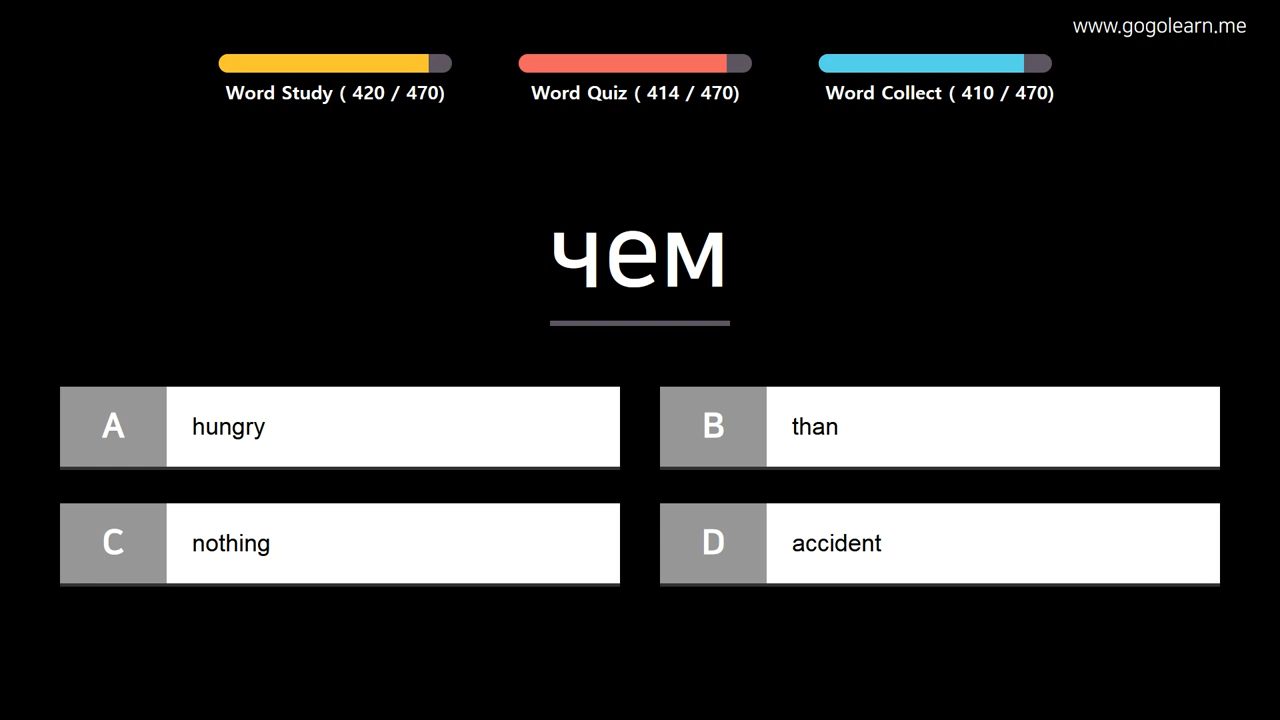 www.gogolearn.me
Word Study ( 420 / 470)
Word Quiz ( 414 / 470)
Word Collect ( 410 / 470)
чем
A hungry
B than
C nothing
D accident